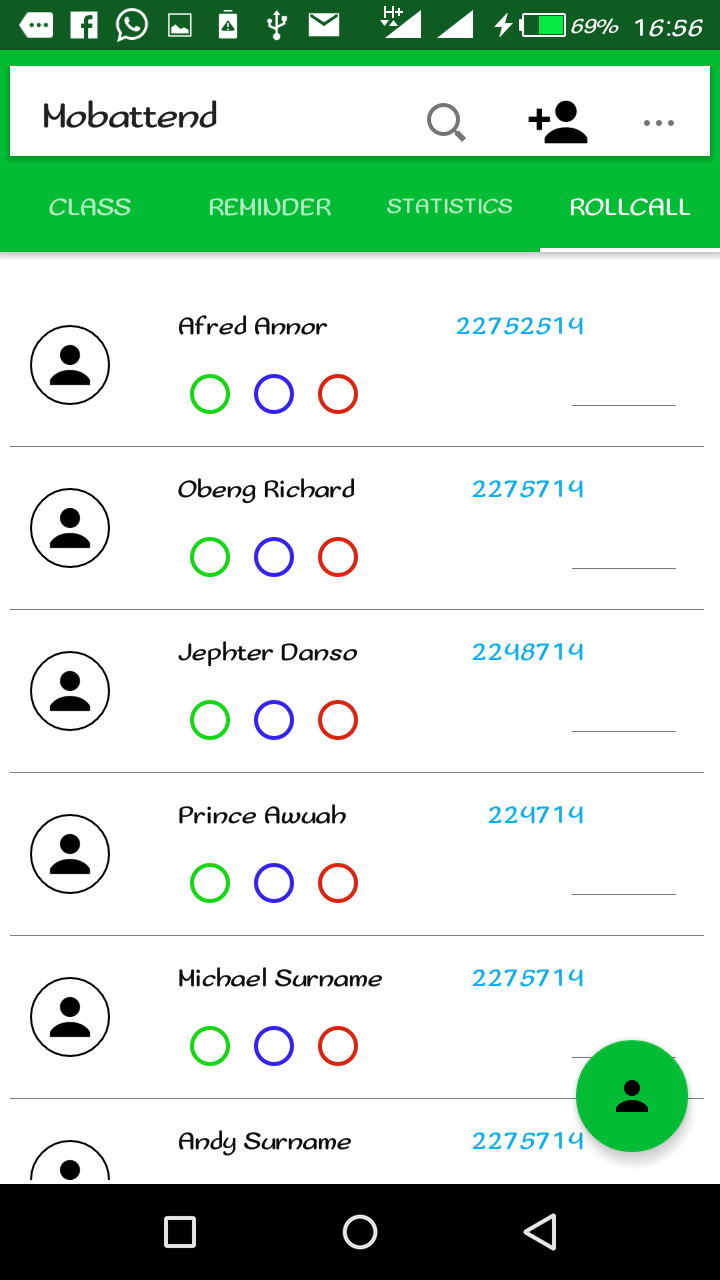 H+ 69% 16:56
Mobattend
CLASS REMINDER STATISTICS ROLLCALL
Afred Annor 22752514
Obeng Richard 2275714
Jephter Danso 2248714
Prince Awuah 224714
Michael Surname 2275714
Andy Surname 2275714